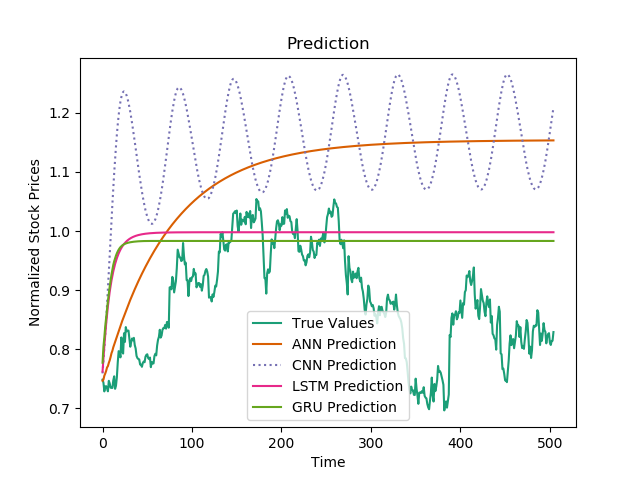 Prediction
Normalized Stock Prices
1.2
1.1
1.0
0.9
0.8
0.7
True Values
ANN Prediction
CNN Prediction
LSTM Prediction
GRU Prediction
0 100 200 300 400 500
Time